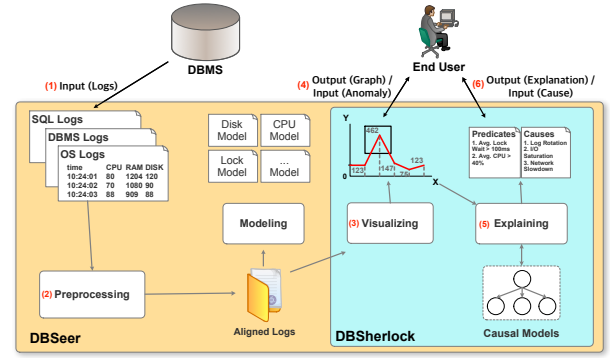 DBMS
End User
(1) Input (Logs)
(4) Output (Graph) /
Input (Anomaly)
(6) Output (Explanation) /
Input (Cause)
SQL Logs
DBMS Logs
OS Logs
time CPU RAM DISK
10:24:01 80 1204 120
10:24:02 70 1080 90
10:24:03 88 909 88
Disk
Model
CPU
Model
Lock
Model
...
Model
Y
462
123
147
75
123
0
X
Predicates
1. Avg. Lock
Wait > 100ms
2. Avg. CPU >
40%
Causes
1. Log Rotation
2. I/O
Saturation
3. Network
Slowdown
Modeling
(3) Visualizing
(5) Explaining
(2) Preprocessing
Aligned Logs
Causal Models
DBSeer
DBSherlock